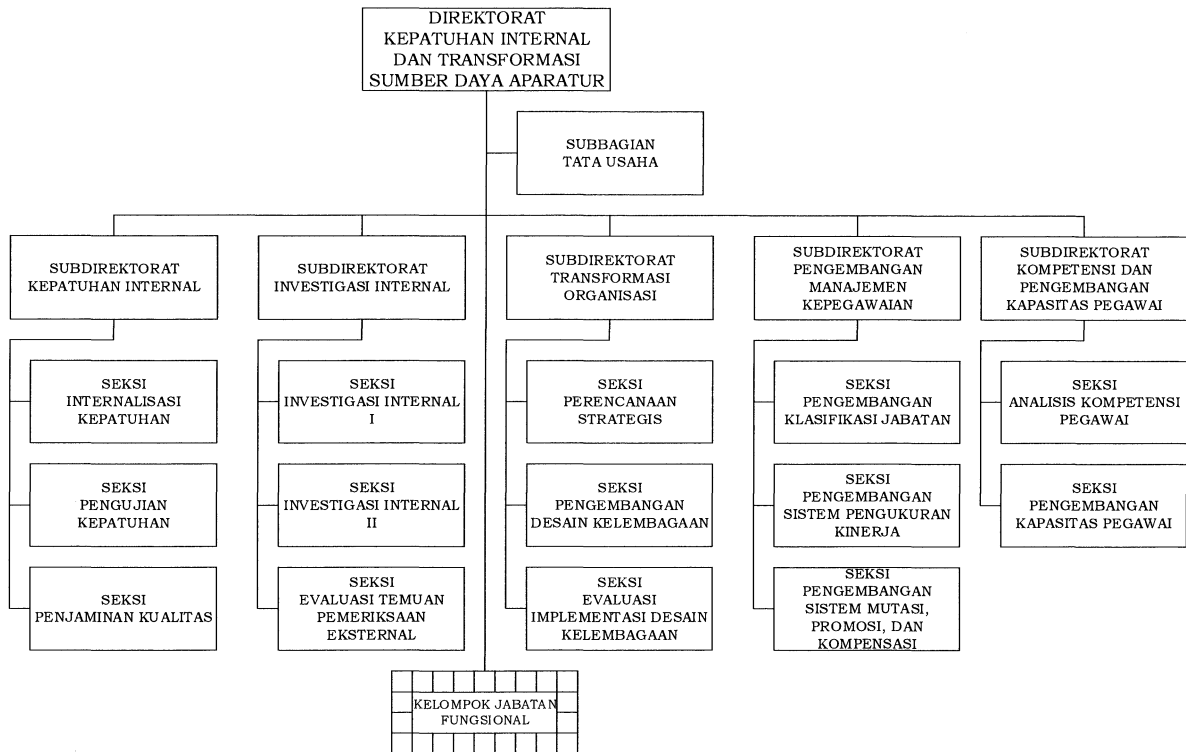 DIREKTORAT
KEPATUHAN INTERNAL
DAN TRANSFORMASI
SUMBER DAYA APARATUR
SUBBAGIAN
TATA USAHA
SUBDIREKTORAT
KEPATUHAN INTERNAL
SUBDIREKTORAT
INVESTIGASI INTERNAL
SUBDIREKTORAT
TRANSFORMASI
ORGANISASI
SUBDIREKTORAT
PENGEMBANGAN
MANAJEMEN
KEPEGAWAIAN
SUBDIREKTORAT
KOMPETENSI DAN
PENGEMBANGAN
KAPASITAS PEGAWAI
SEKSI
INTERNALISASI
KEPATUHAN
SEKSI
INVESTIGASI INTERNAL
I
SEKSI
PERENCANAAN
STRATEGIS
SEKSI
PENGEMBANGAN
KLASIFIKASI JABATAN
SEKSI
ANALISIS KOMPETENSI
PEGAWAI
SEKSI
PENGUJIAN
KEPATUHAN
SEKSI
INVESTIGASI INTERNAL
II
SEKSI
PENGEMBANGAN
DESAIN KELEMBAGAAN
SEKSI
PENGEMBANGAN
SISTEM PENGUKURAN
KINERJA
SEKSI
PENGEMBANGAN
KAPASITAS PEGAWAI
SEKSI
PENJAMINAN KUALITAS
SEKSI
EVALUASI TEMUAN
PEMERIKSAAN
EKSTERNAL
SEKSI
EVALUASI
IMPLEMENTASI DESAIN
KELEMBAGAAN
SEKSI
PENGEMBANGAN
SISTEM MUTASI,
PROMOSI, DAN
KOMPENSASI
KELOMPOK JABATAN
FUNGSIONAL